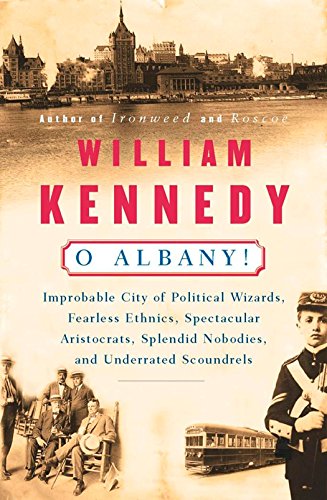 Author of Ironweed and Roscoe
WILLIAM
KENNEDY
O ALBANY!
Improbable City of Political Wizards,
Fearless Ethnics, Spectacular
Aristocrats, Splendid Nobodies,
and Underrated Scoundrels